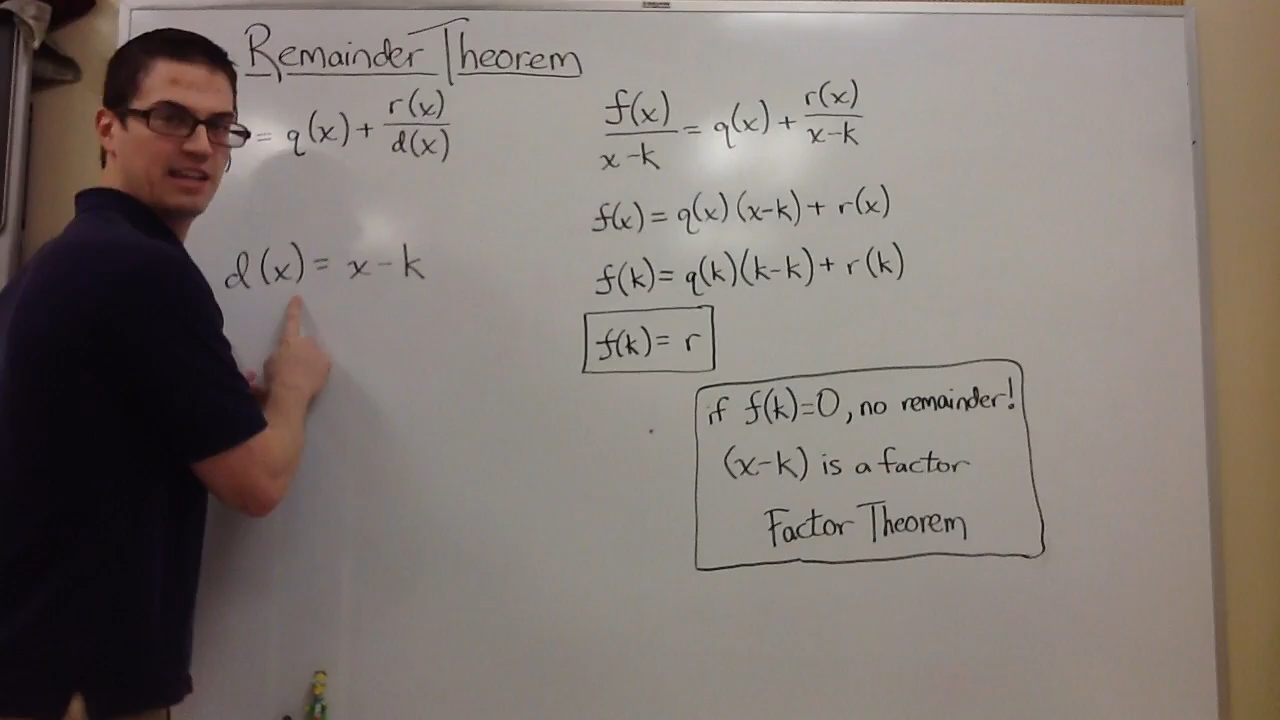 Remainder Theorem
= q(x) + r(x)/d(x)
d(x) = x - k
f(x)/x-k = q(x) + r(x)/x-k
f(x) = q(x)(x-k) + r(x)
f(k) = q(k)(k-k) + r(k)
f(k) = r
if f(k)=0, no remainder!
(x-k) is a factor
Factor Theorem